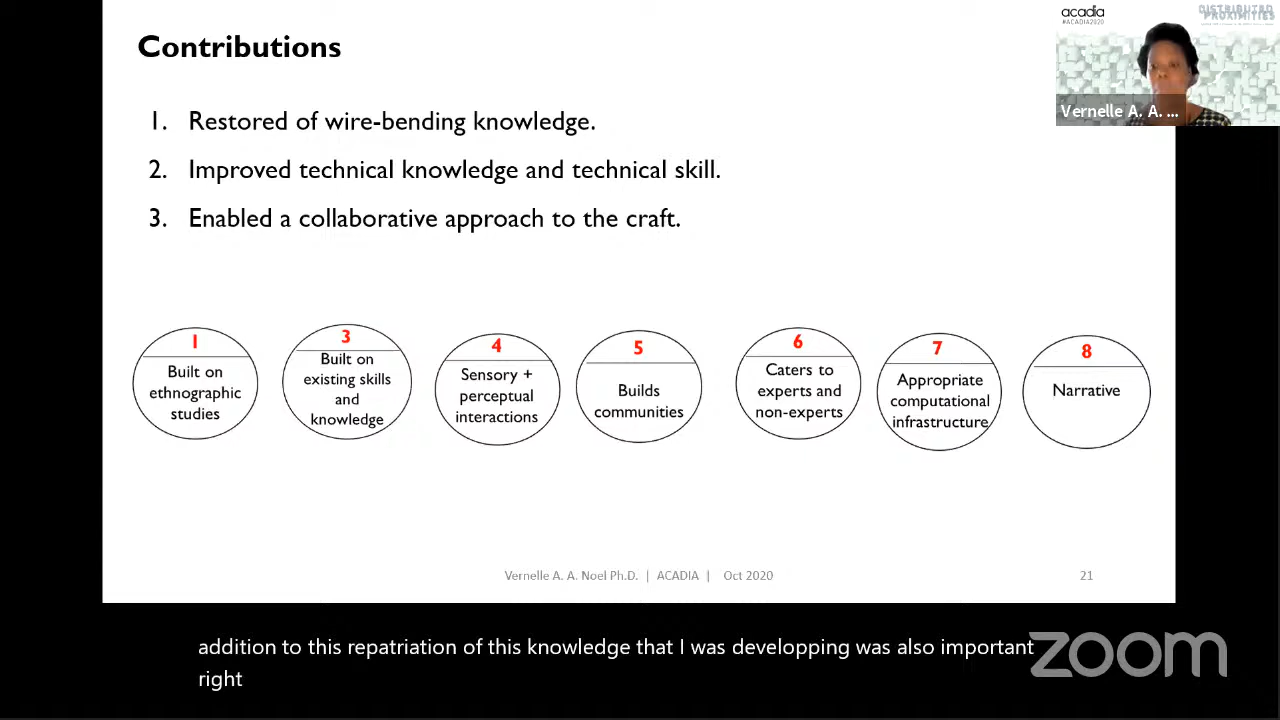 Contributions
1. Restored of wire-bending knowledge.
2. Improved technical knowledge and technical skill.
3. Enabled a collaborative approach to the craft.
1
Built on
ethnographic
studies
3
Built on
existing skills
and
knowledge
4
Sensory +
perceptual
interactions
5
Builds
communities
6
Caters to
experts and
non-experts
7
Appropriate
computational
infrastructure
8
Narrative
Vernelle A. A. Noel Ph.D. | ACADIA | Oct 2020
21
acadia
#ACADIA2020
DISTRIBUTED
PROXIMITIES
Vernelle A. A. ...
addition to this repatriation of this knowledge that I was developping was also important
right
zoom